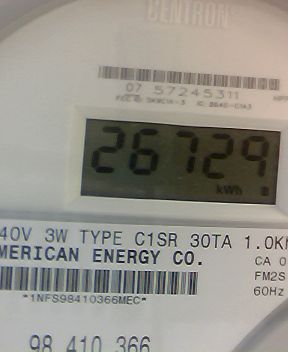 CENTRON
07 57245311
26729
kWh
40V 3W TYPE C1SR 30TA 1.0K
MERICAN ENERGY CO.
CA 0
FM2S
60Hz
*1NFS98410366MEC*
98 410 366